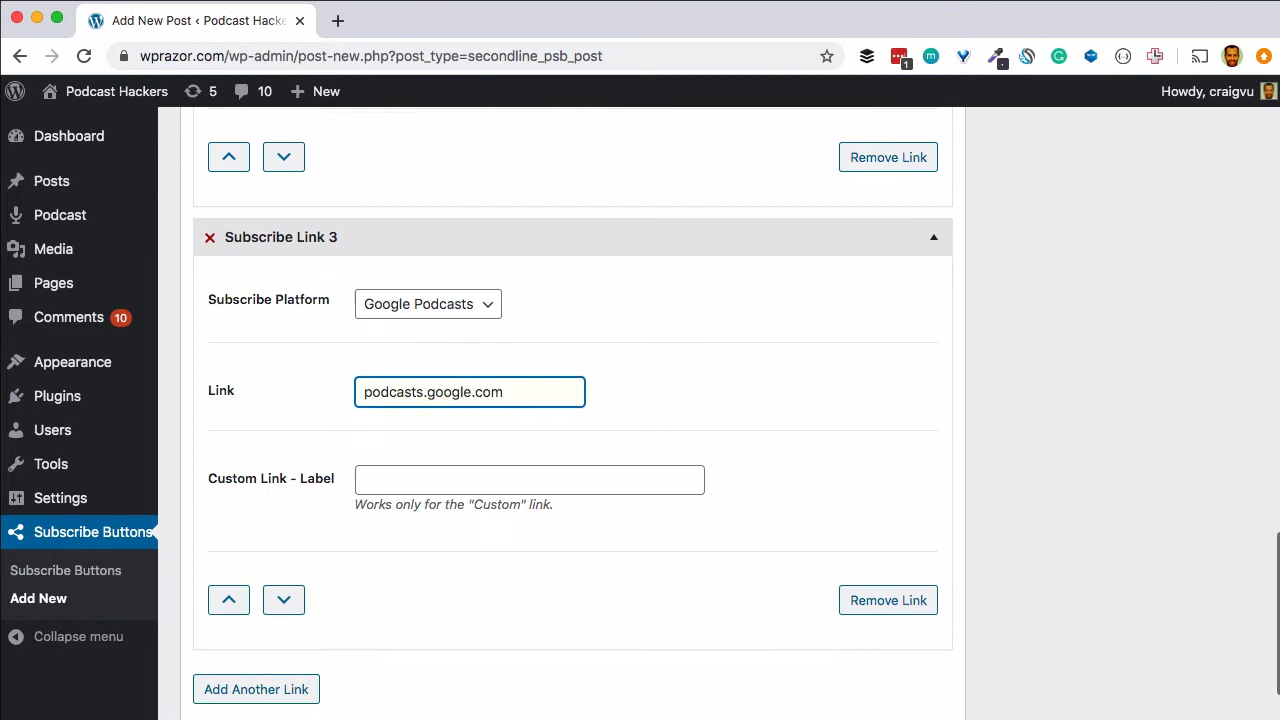 Add New Post ‹ Podcast Hacke
wprazor.com/wp-admin/post-new.php?post_type=secondline_psb_post
1
Podcast Hackers
5
10
New
Howdy, craigvu
Dashboard
Posts
Podcast
Media
Pages
Comments 10
Appearance
Plugins
Users
Tools
Settings
Subscribe Buttons
Subscribe Buttons
Add New
Collapse menu
Remove Link
Subscribe Link 3
Subscribe Platform
Google Podcasts
Link
podcasts.google.com
Custom Link - Label
Works only for the "Custom" link.
Remove Link
Add Another Link